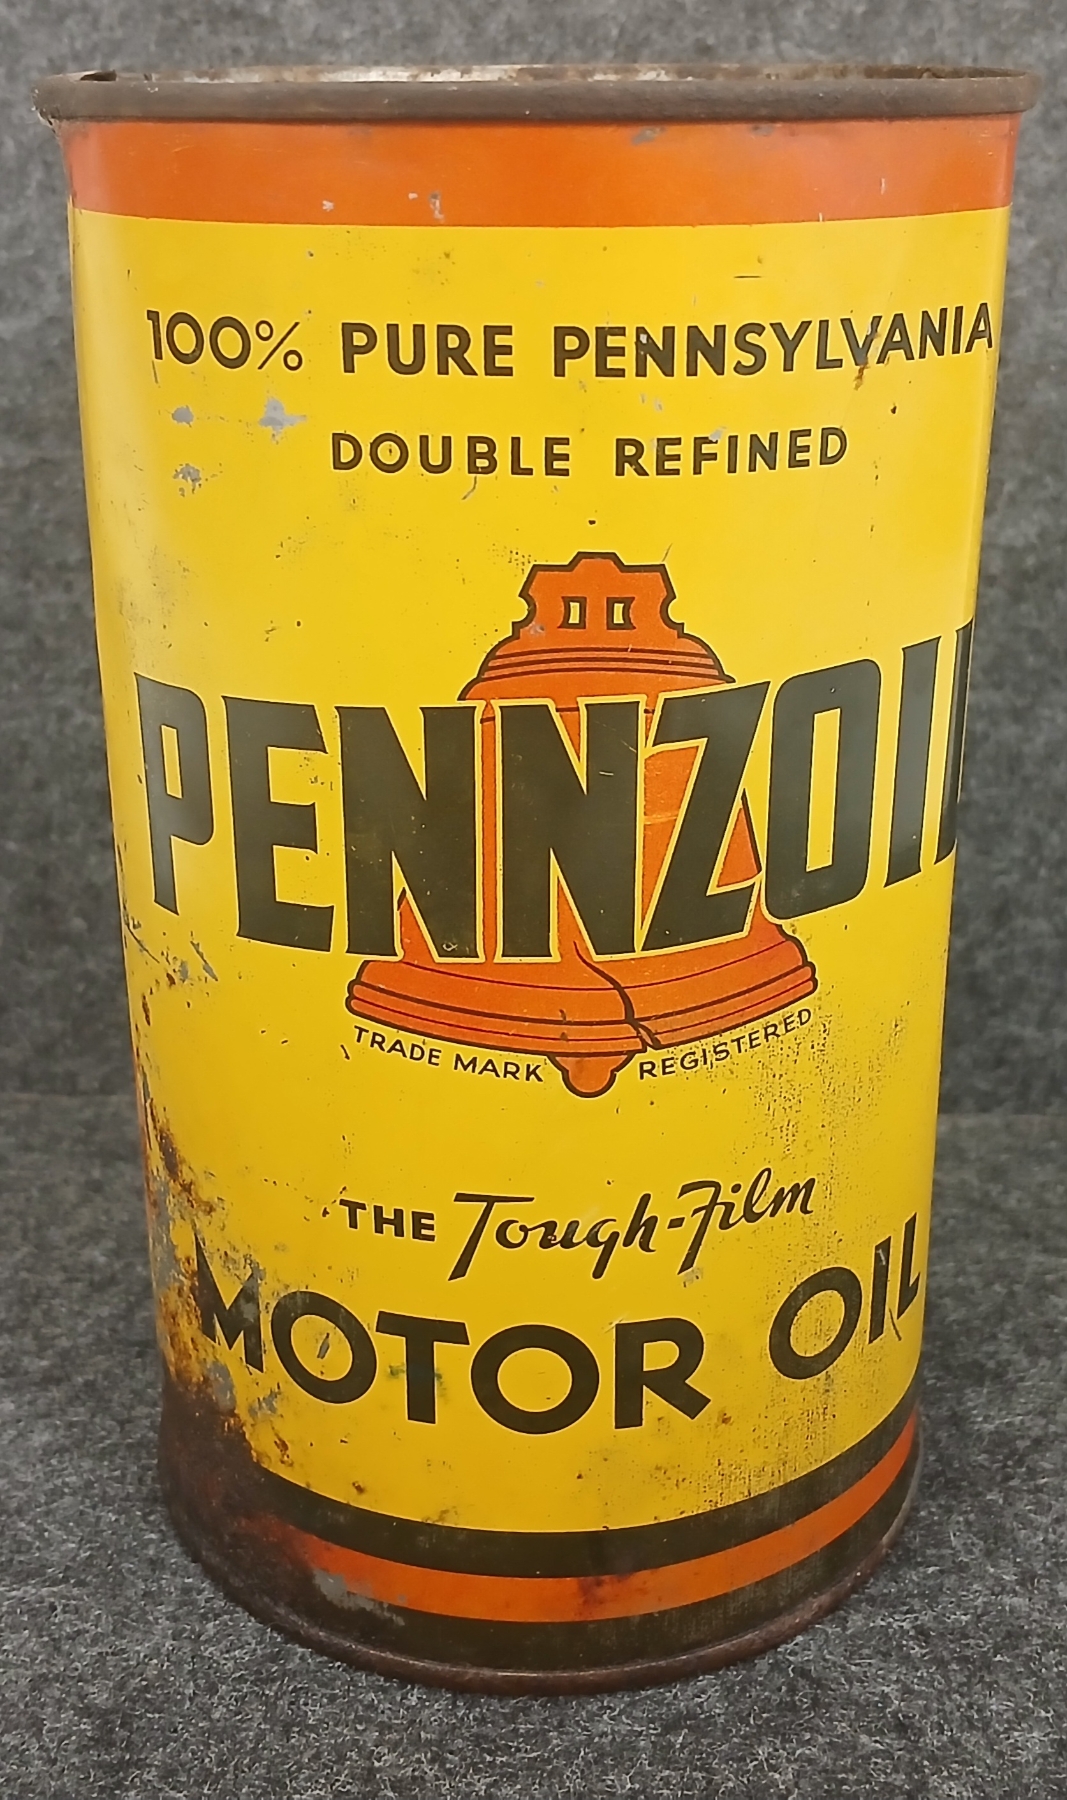 100% PURE PENNSYLVANIA
DOUBLE REFINED
PENNZOIL
TRADE MARK REGISTERED
THE Tough-Film
MOTOR OIL